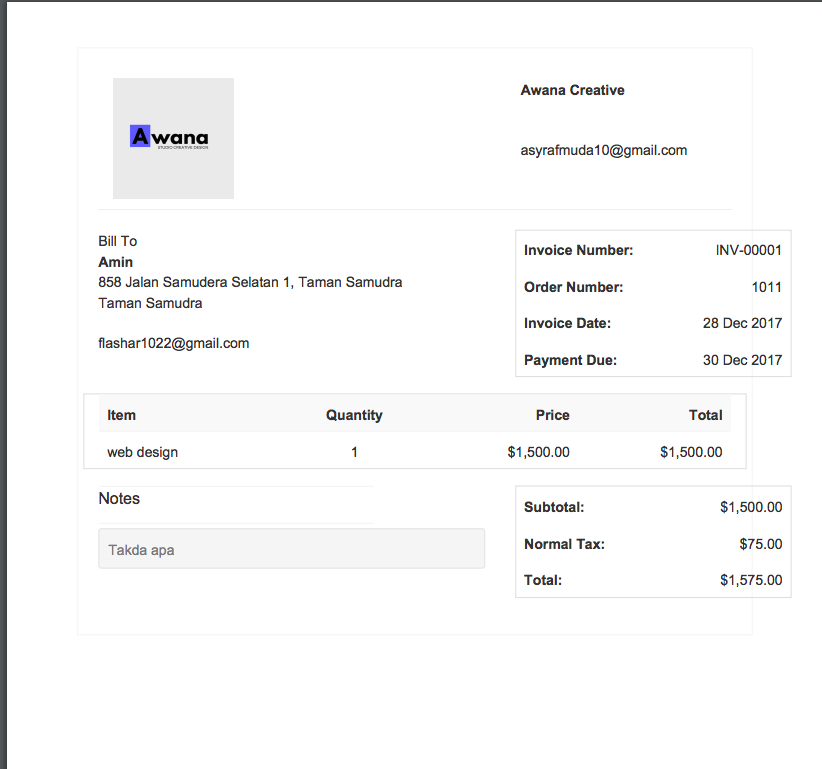 Awana
STUDIO CREATIVE DESIGN
Awana Creative
asyrafmuda10@gmail.com
Bill To
Amin
858 Jalan Samudera Selatan 1, Taman Samudra
Taman Samudra
flashar1022@gmail.com
Invoice Number: INV-00001
Order Number: 1011
Invoice Date: 28 Dec 2017
Payment Due: 30 Dec 2017
Item Quantity Price Total
web design 1 $1,500.00 $1,500.00
Notes
Takda apa
Subtotal: $1,500.00
Normal Tax: $75.00
Total: $1,575.00